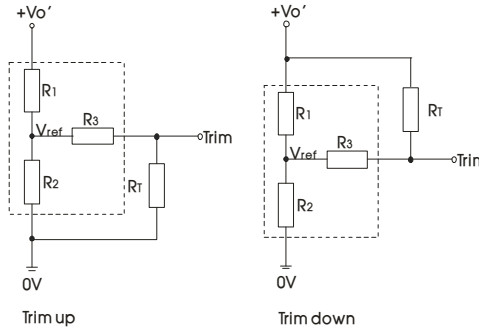 +Vo' +Vo'
R1 R1
Vref R3 Trim RT
Vref R3 Trim
R2 RT R2
0V 0V
Trim up Trim down